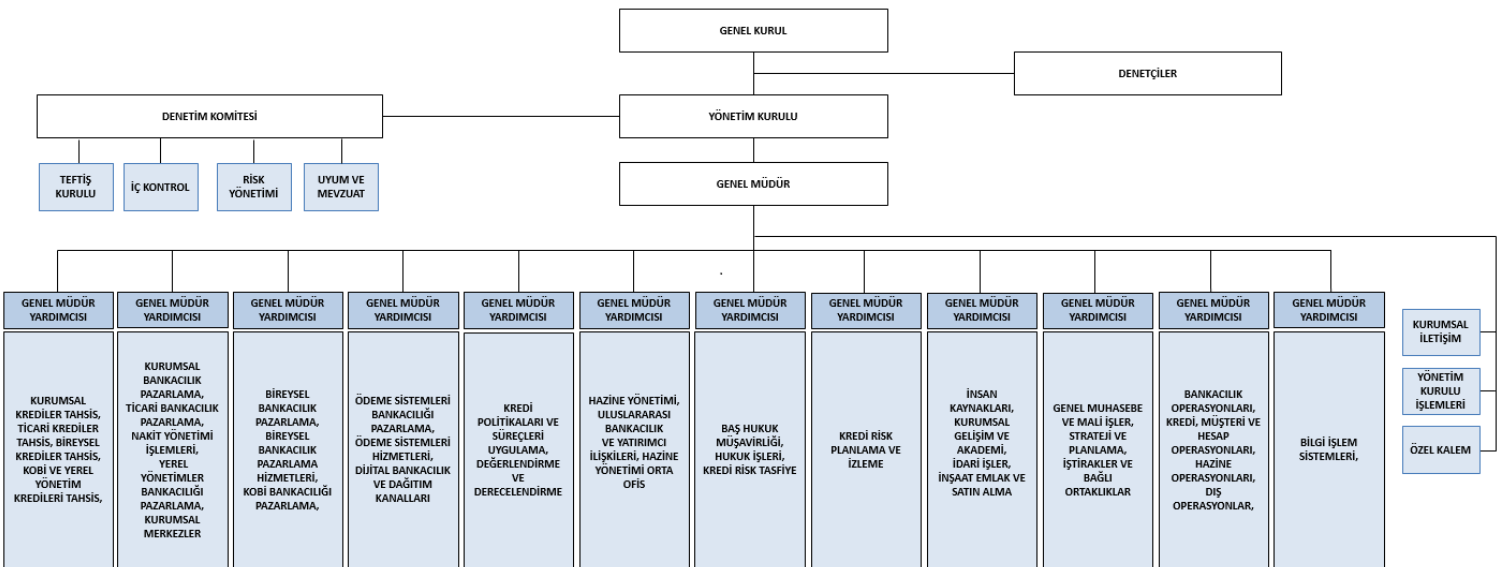 GENEL KURUL
DENETÇİLER
DENETİM KOMİTESİ
YÖNETİM KURULU
TEFTİŞ
KURULU
İÇ KONTROL
RİSK
YÖNETİMİ
UYUM VE
MEVZUAT
GENEL MÜDÜR
GENEL MÜDÜR
YARDIMCISI
KURUMSAL
KREDİLER TAHSİS,
TİCARİ KREDİLER
TAHSİS, BİREYSEL
KREDİLER TAHSİS,
KOBİ VE YEREL
YÖNETİM
KREDİLERİ TAHSİS,
GENEL MÜDÜR
YARDIMCISI
KURUMSAL
BANKACILIK
PAZARLAMA,
TİCARİ BANKACILIK
PAZARLAMA,
NAKİT YÖNETİMİ
İŞLEMLERİ,
YEREL
YÖNETİMLER
BANKACILIĞI
PAZARLAMA,
KURUMSAL
MERKEZLER
GENEL MÜDÜR
YARDIMCISI
BİREYSEL
BANKACILIK
PAZARLAMA,
BİREYSEL
BANKACILIK
PAZARLAMA
HİZMETLERİ,
KOBİ BANKACILIĞI
PAZARLAMA,
GENEL MÜDÜR
YARDIMCISI
ÖDEME SİSTEMLERİ
BANKACILIĞI
PAZARLAMA,
ÖDEME SİSTEMLERİ
HİZMETLERİ,
DİJİTAL BANKACILIK
VE DAĞITIM
KANALLARI
GENEL MÜDÜR
YARDIMCISI
KREDİ
POLİTİKALARI VE
SÜREÇLERİ
UYGULAMA,
DEĞERLENDİRME
VE
DERECELENDİRME
GENEL MÜDÜR
YARDIMCISI
HAZİNE YÖNETİMİ,
ULUSLARARASI
BANKACILIK
VE YATIRIMCI
İLİŞKİLERİ, HAZİNE
YÖNETİMİ ORTA
OFİS
GENEL MÜDÜR
YARDIMCISI
BAŞ HUKUK
MÜŞAVİRLİĞİ,
HUKUK İŞLERİ,
KREDİ RİSK TASFİYE
GENEL MÜDÜR
YARDIMCISI
KREDİ RİSK
PLANLAMA VE
İZLEME
GENEL MÜDÜR
YARDIMCISI
İNSAN
KAYNAKLARI,
KURUMSAL
GELİŞİM VE
AKADEMİ,
İDARİ İŞLER,
İNŞAAT EMLAK VE
SATIN ALMA
GENEL MÜDÜR
YARDIMCISI
GENEL MUHASEBE
VE MALİ İŞLER,
STRATEJİ VE
PLANLAMA,
İŞTİRAKLER VE
BAĞLI
ORTAKLIKLAR
GENEL MÜDÜR
YARDIMCISI
BANKACILIK
OPERASYONLARI,
KREDİ, MÜŞTERİ VE
HESAP
OPERASYONLARI,
HAZİNE
OPERASYONLARI,
DIŞ
OPERASYONLAR,
GENEL MÜDÜR
YARDIMCISI
BİLGİ İŞLEM
SİSTEMLERİ,
KURUMSAL
İLETİŞİM
YÖNETİM
KURULU
İŞLEMLERİ
ÖZEL KALEM